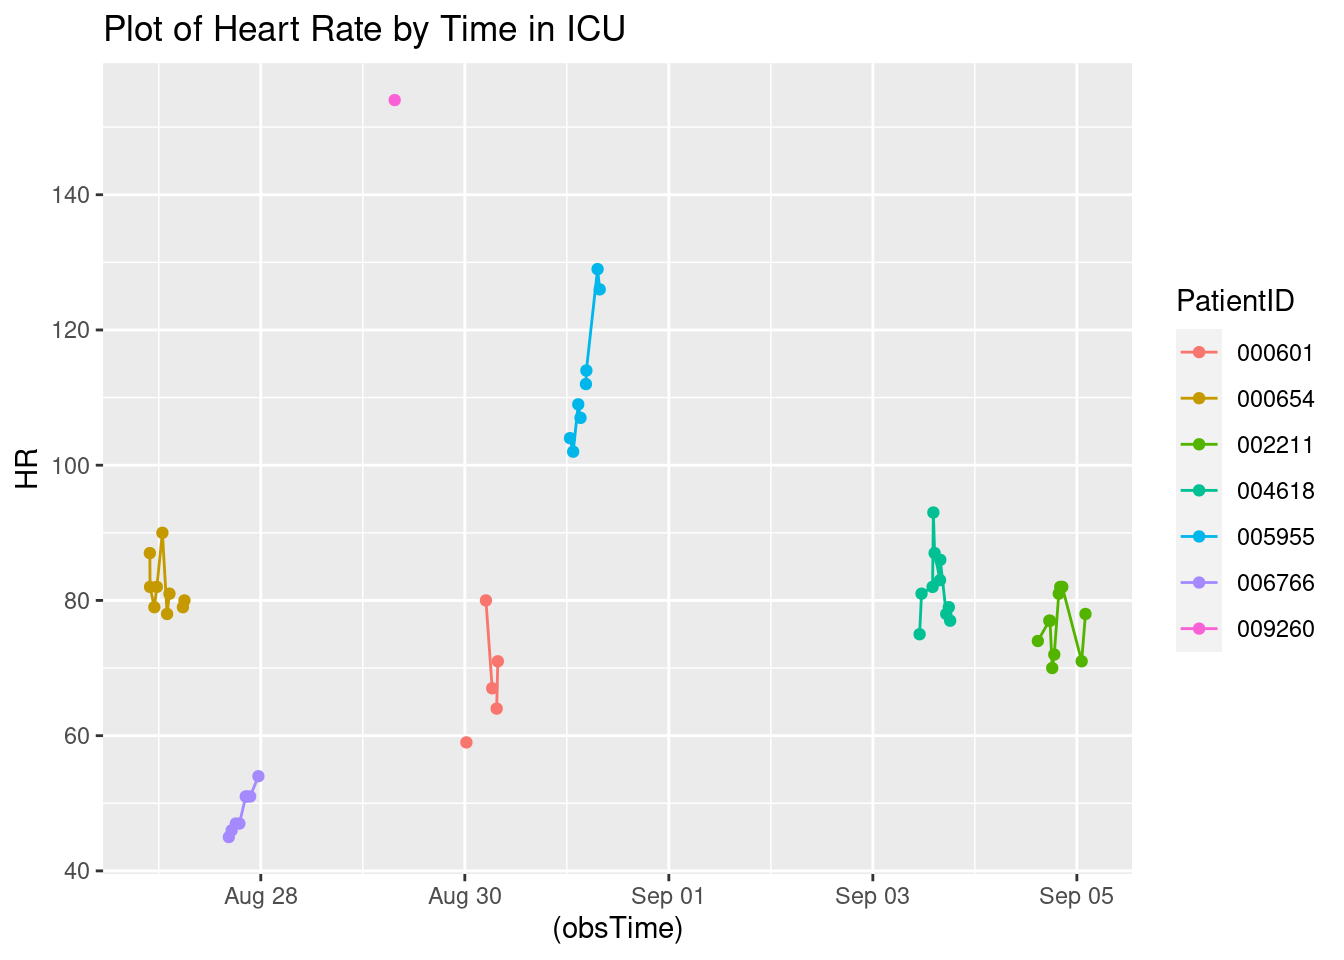 Plot of Heart Rate by Time in ICU
140
120
100
80
60
40
HR
Aug 28
Aug 30
Sep 01
Sep 03
Sep 05
(obsTime)
PatientID
000601
000654
002211
004618
005955
006766
009260